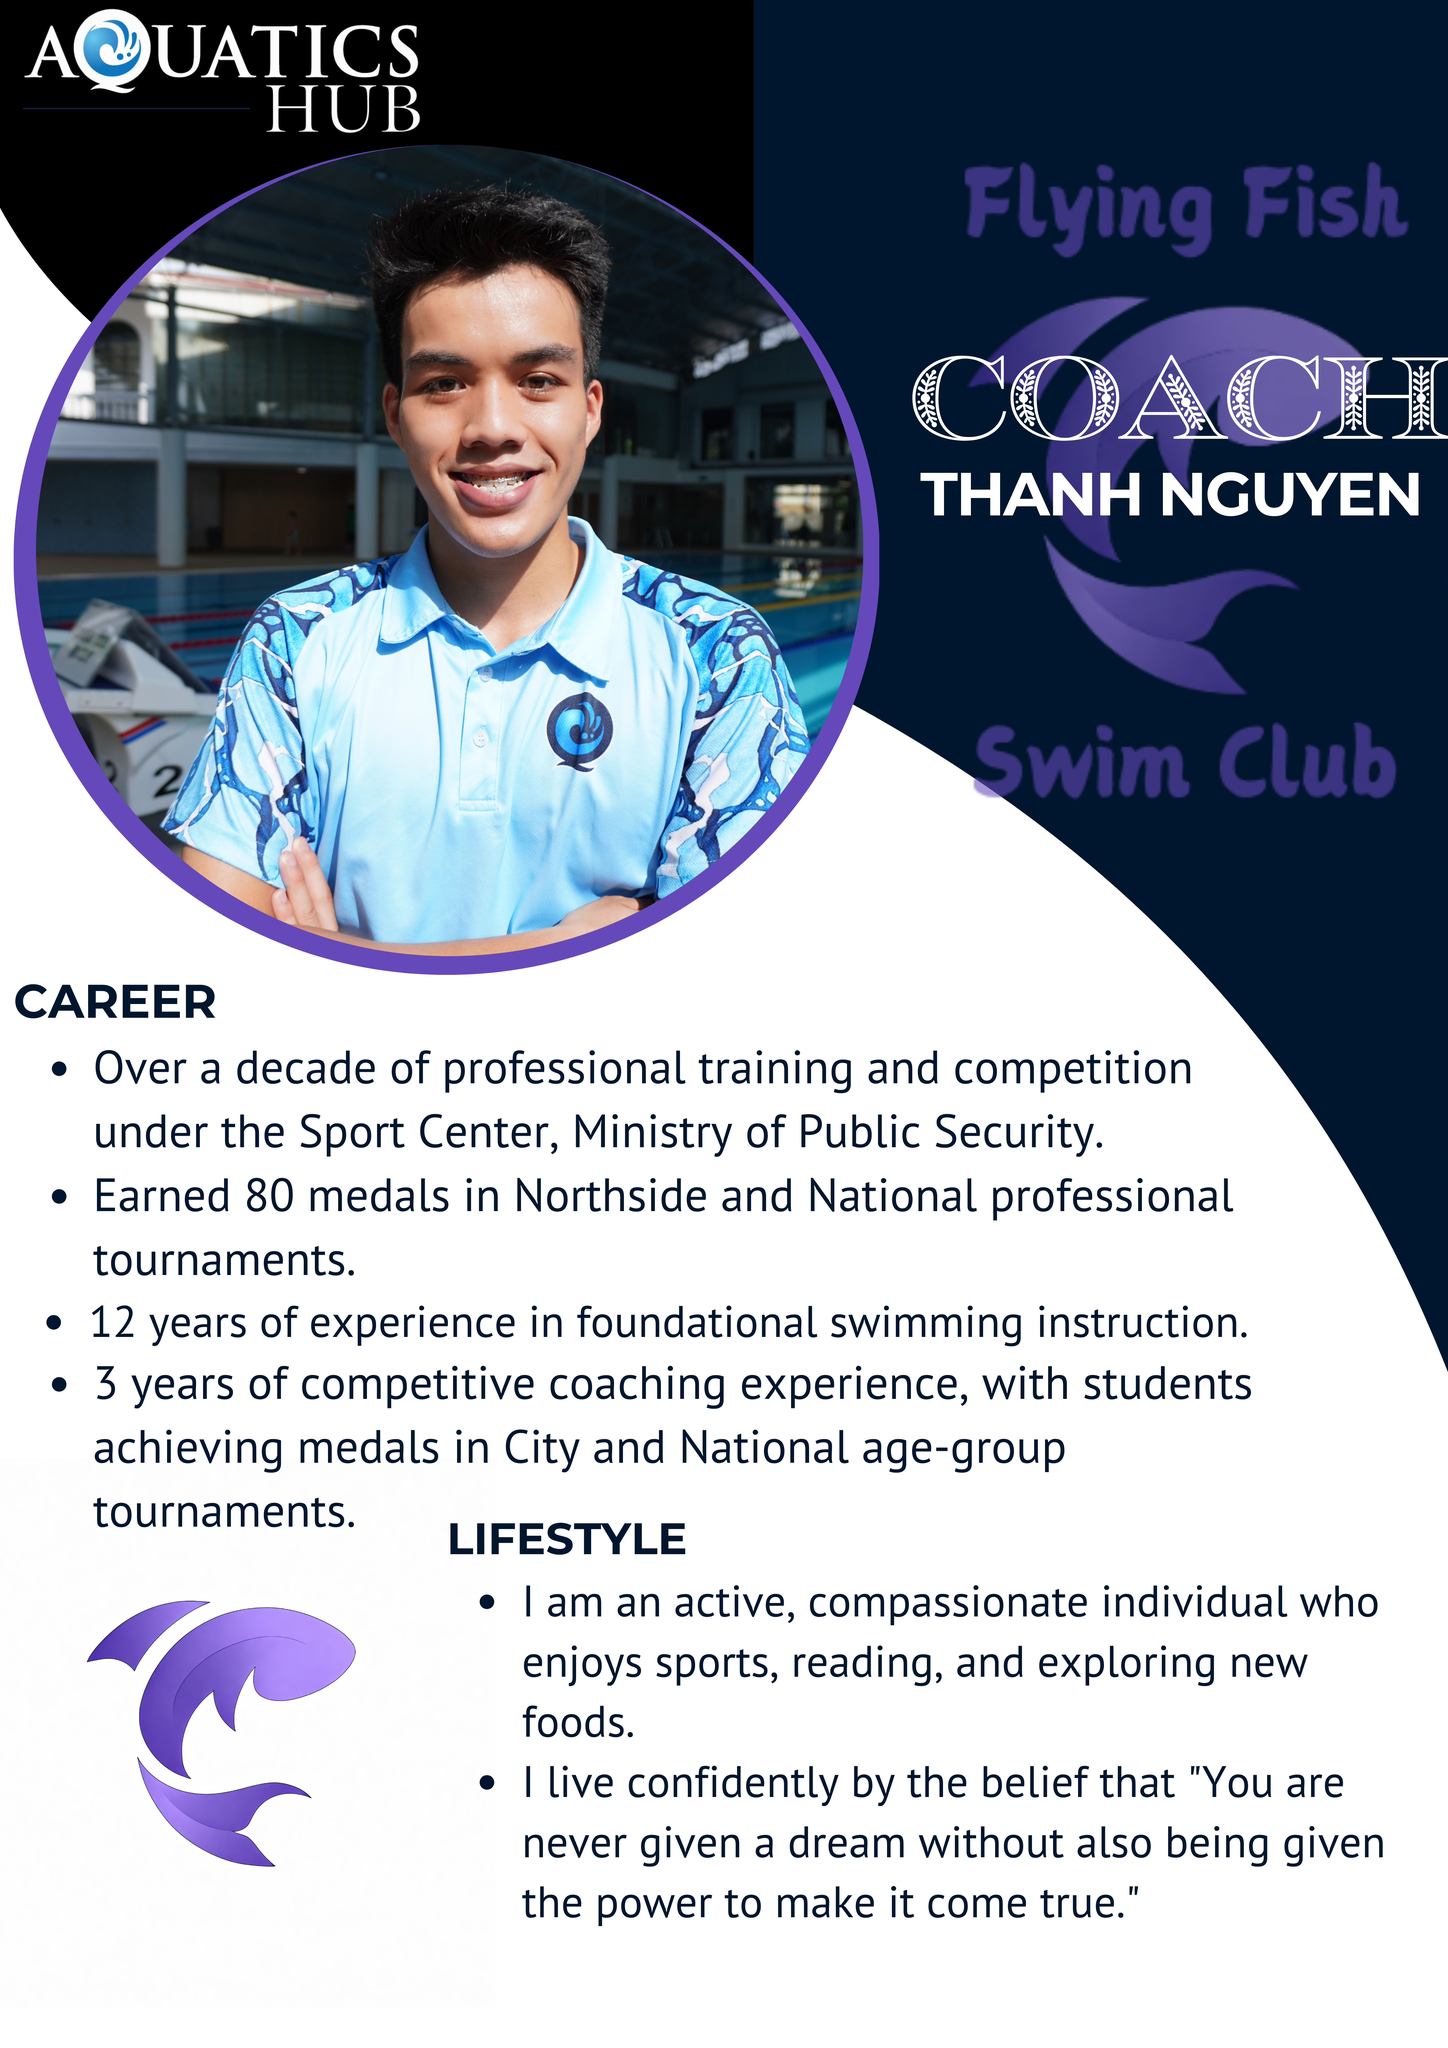 AQUATICS
HUB
Flying Fish
COACH
THANH NGUYEN
Swim Club
2
CAREER
• Over a decade of professional training and competition
under the Sport Center, Ministry of Public Security.
• Earned 80 medals in Northside and National professional
tournaments.
• 12 years of experience in foundational swimming instruction.
• 3 years of competitive coaching experience, with students
achieving medals in City and National age-group
tournaments.
LIFESTYLE
• I am an active, compassionate individual who
enjoys sports, reading, and exploring new
foods.
• I live confidently by the belief that "You are
never given a dream without also being given
the power to make it come true."